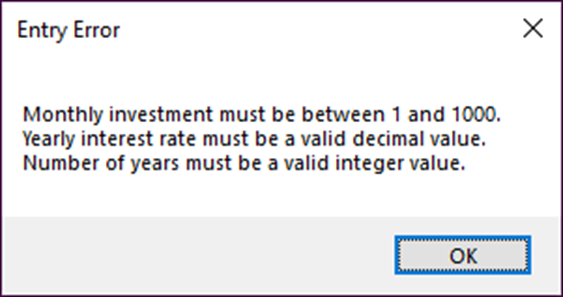 Entry Error
Monthly investment must be between 1 and 1000.
Yearly interest rate must be a valid decimal value.
Number of years must be a valid integer value.
OK